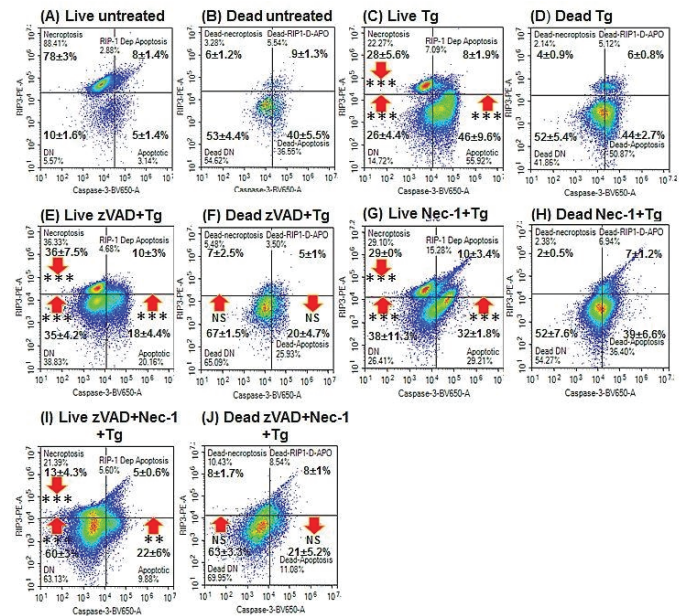 (A) Live untreated
Necroptosis
88.41%
78±3%
RIP-1 Dep Apoptosis
2.88%
8±1.4%
10±1.6%
DN
5.57%
5±1.4%
Apoptotic
3.14%
RIP3-PE-A
Caspase-3-BV650-A
(B) Dead untreated
Dead-necroptosis
3.28%
6±1.2%
Dead-RIP1-D-APO
5.54%
9±1.3%
53±4.4%
Dead DN
54.62%
40±5.5%
Dead-Apoptosis
36.56%
Caspase-3-BV650-A
(C) Live Tg
Necroptosis
22.27%
28±5.6%
***
RIP-1 Dep Apoptosis
7.09%
8±1.9%
***
***
26±4.4%
DN
14.72%
46±9.6%
Apoptotic
55.92%
RIP3-PE-A
Caspase-3-BV650-A
(D) Dead Tg
Dead-necroptosis
2.14%
4±0.9%
Dead-RIP1-D-APO
5.12%
6±0.8%
52±5.4%
Dead DN
41.86%
44±2.7%
Dead-Apoptosis
50.87%
RIP3-PE-A
Caspase-3-BV650-A
(E) Live zVAD+Tg
Necroptosis
36.33%
36±7.5%
***
RIP-1 Dep Apoptosis
4.68%
10±3%
***
***
35±4.2%
DN
38.83%
18±4.4%
Apoptotic
20.16%
RIP3-PE-A
Caspase-3-BV650-A
(F) Dead zVAD+Tg
Dead-necroptosis
5.48%
7±2.5%
Dead-RIP1-D-APO
3.50%
5±1%
NS
NS
67±1.5%
Dead DN
65.09%
20±4.7%
Dead-Apoptosis
25.93%
RIP3-PE-A
Caspase-3-BV650-A
(G) Live Nec-1+Tg
Necroptosis
29.10%
29±0%
***
RIP-1 Dep Apoptosis
15.28%
10±3.4%
***
***
38±11.3%
DN
26.41%
32±1.8%
Apoptotic
29.21%
RIP3-PE-A
Caspase-3-BV650-A
(H) Dead Nec-1+Tg
Dead-necroptosis
2.38%
2±0.5%
Dead-RIP1-D-APO
6.94%
7±1.2%
52±7.6%
Dead DN
54.27%
39±6.6%
Dead-Apoptosis
36.40%
RIP3-PE-A
Caspase-3-BV650-A
(I) Live zVAD+Nec-1
+Tg
Necroptosis
21.39%
13±4.3%
***
RIP-1 Dep Apoptosis
5.60%
5±0.6%
***
**
60±3%
DN
63.13%
22±6%
Apoptotic
9.88%
RIP3-PE-A
Caspase-3-BV650-A
(J) Dead zVAD+Nec-1
+Tg
Dead-necroptosis
10.43%
8±1.7%
Dead-RIP1-D-APO
8.54%
8±1%
NS
NS
63±3.3%
Dead DN
69.95%
21±5.2%
Dead-Apoptosis
11.08%
RIP3-PE-A
Caspase-3-BV650-A